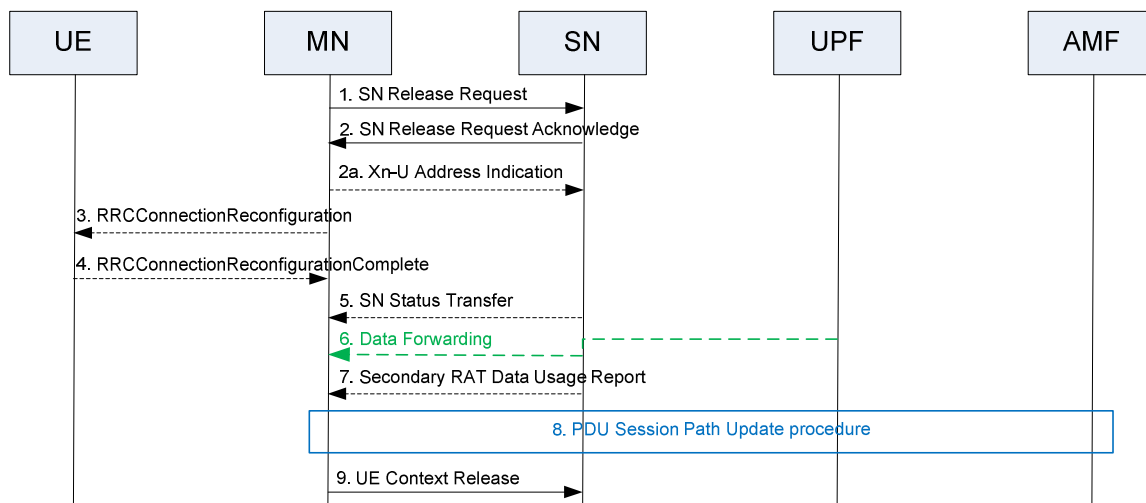 UE
MN
SN
UPF
AMF
1. SN Release Request
2. SN Release Request Acknowledge
2a. Xn-U Address Indication
3. RRCConnectionReconfiguration
4. RRCConnectionReconfigurationComplete
5. SN Status Transfer
6. Data Forwarding
7. Secondary RAT Data Usage Report
8. PDU Session Path Update procedure
9. UE Context Release